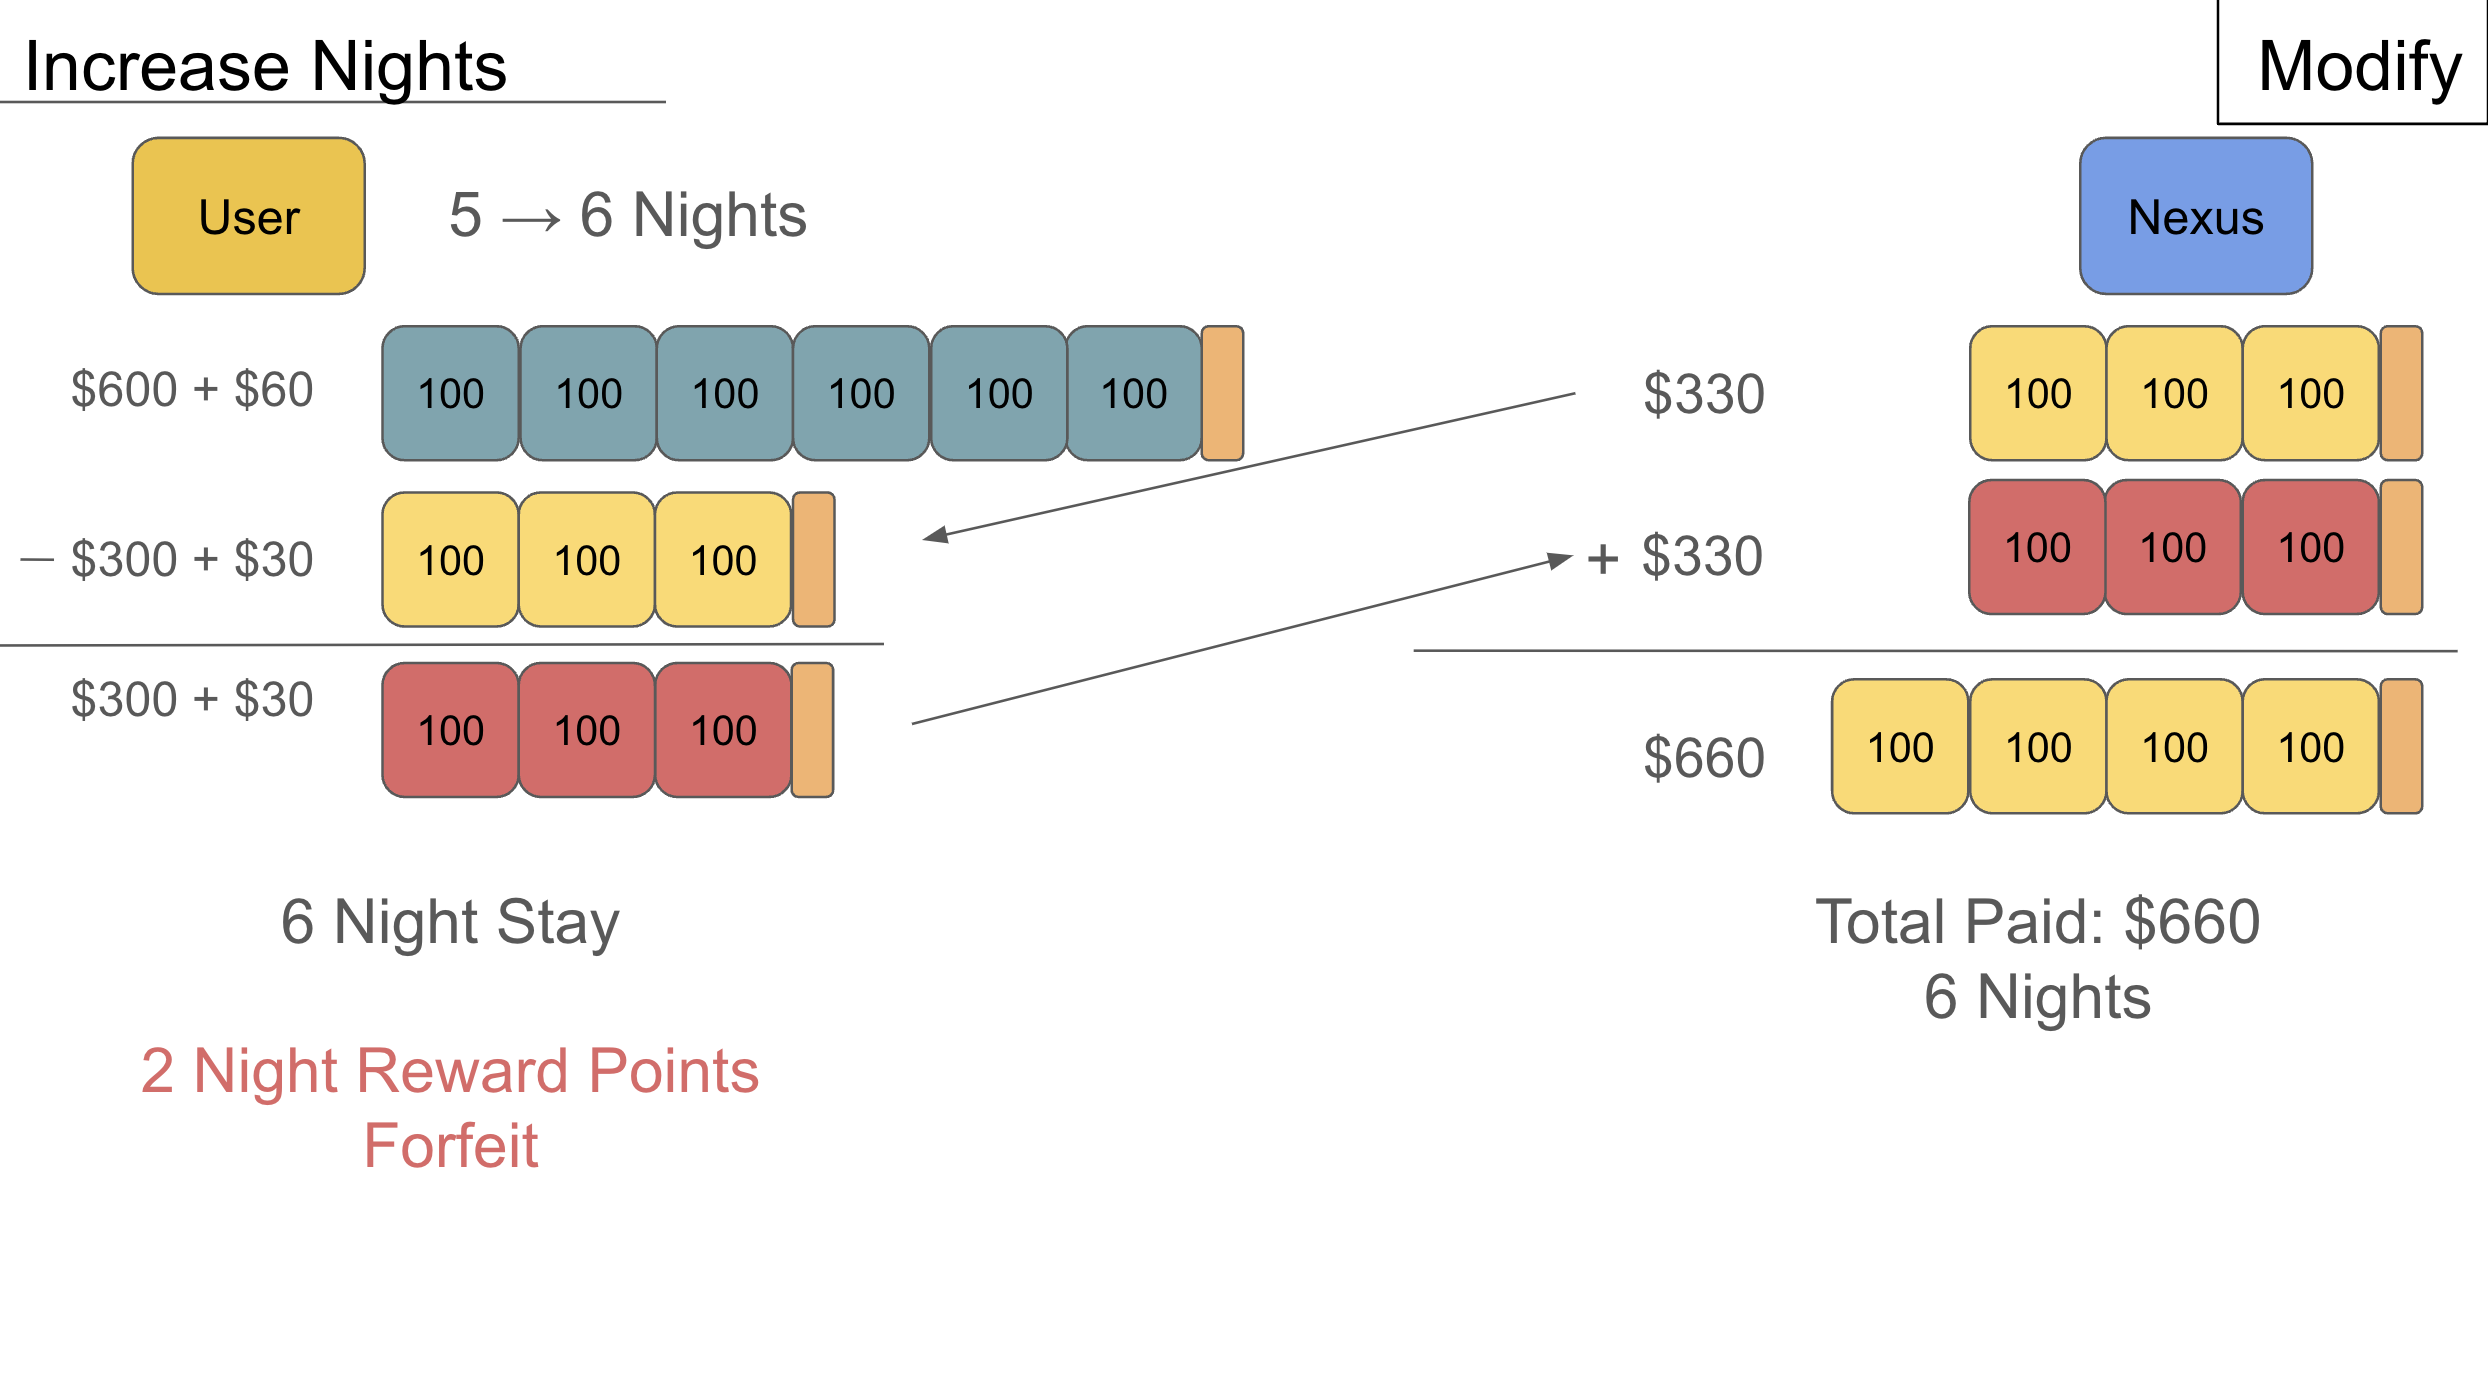 Increase Nights
Modify
User
5 → 6 Nights
Nexus
$600 + $60
100 100 100 100 100 100
$330
100 100 100
— $300 + $30
100 100 100
+ $330
100 100 100
$300 + $30
100 100 100
$660
100 100 100 100
6 Night Stay
2 Night Reward Points
Forfeit
Total Paid: $660
6 Nights